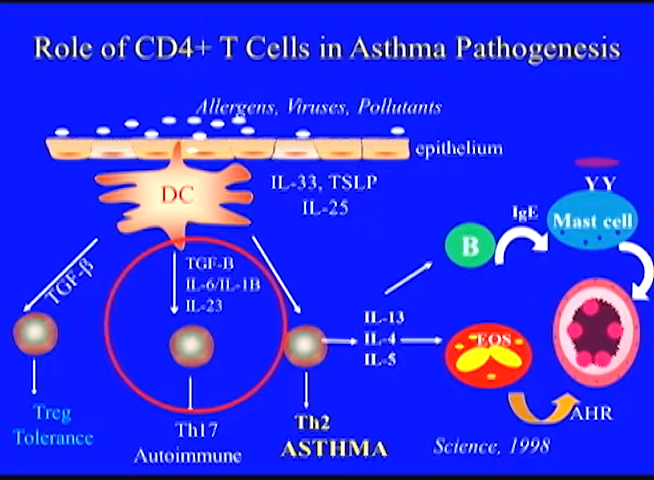 Role of CD4+ T Cells in Asthma Pathogenesis
Allergens, Viruses, Pollutants
epithelium
DC
IL-33, TSLP
IL-25
IgE
Y Y
Mast cell
B
TGF-β
TGF-B
IL-6/IL-1B
IL-23
IL-13
IL-4
IL-5
EOS
Treg
Tolerance
Th17
Autoimmune
Th2
ASTHMA
AHR
Science, 1998